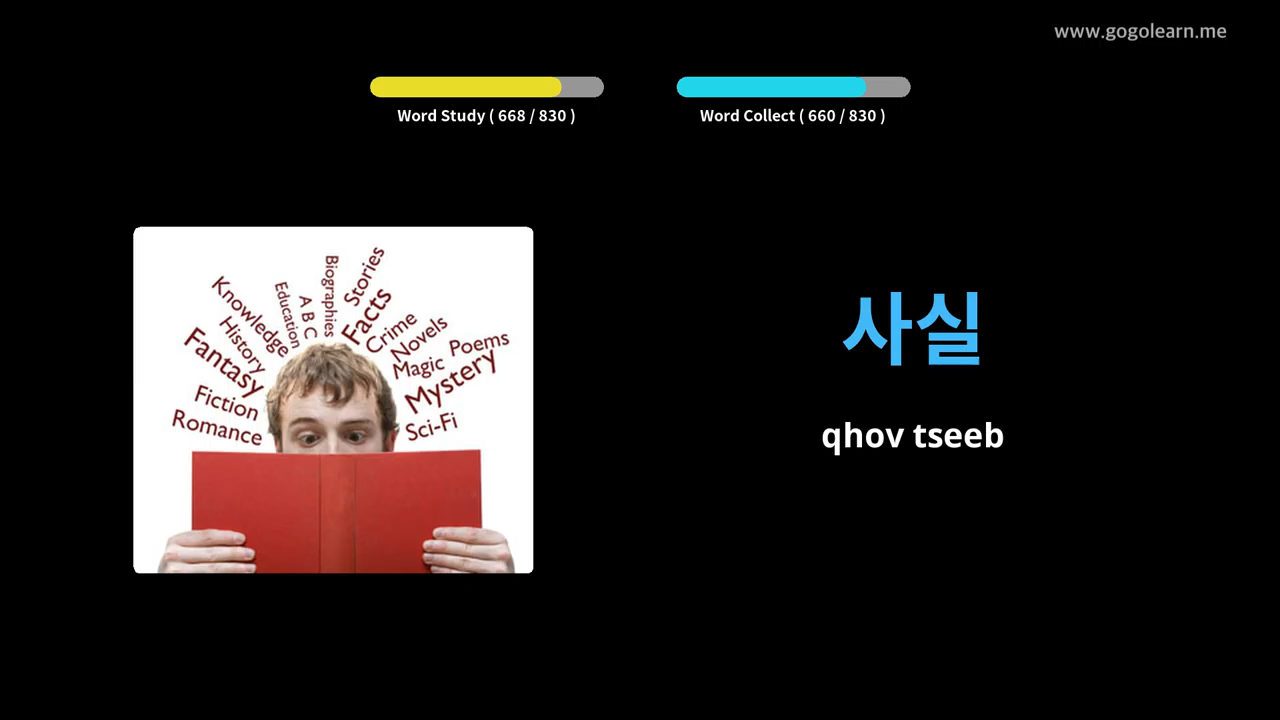 www.gogolearn.me
Word Study ( 668 / 830 )
Word Collect ( 660 / 830 )
Romance
Fiction
Fantasy
History
Knowledge
Education
A B C
Biographies
Stories
Facts
Crime
Novels
Magic
Poems
Mystery
Sci-Fi
사실
qhov tseeb